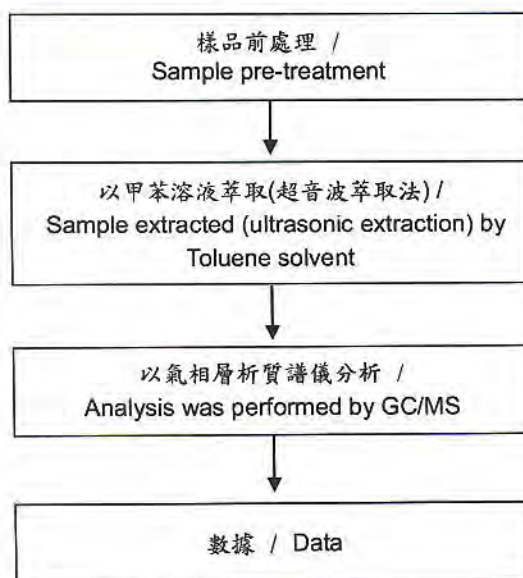 樣品前處理 /
Sample pre-treatment
以甲苯溶液萃取(超音波萃取法) /
Sample extracted (ultrasonic extraction) by
Toluene solvent
以氣相層析質譜儀分析 /
Analysis was performed by GC/MS
數據 / Data